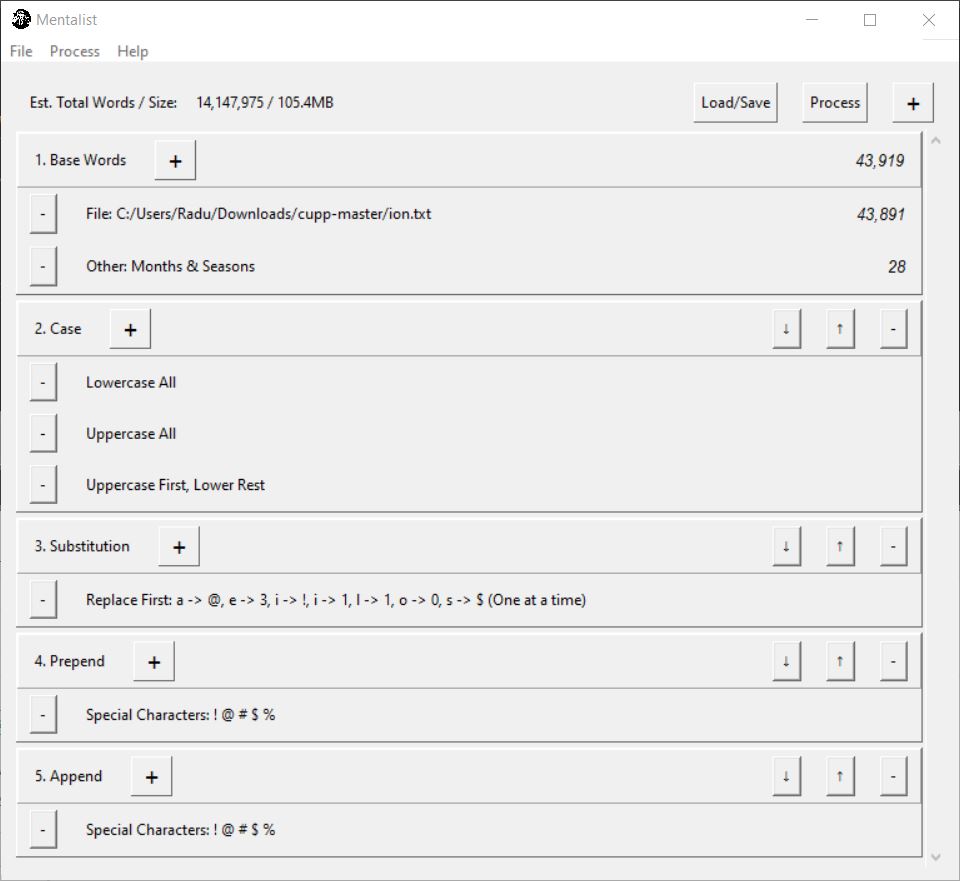 Mentalist
File Process Help
Est. Total Words / Size: 14,147,975 / 105.4MB Load/Save Process +
1. Base Words + 43,919
- File: C:/Users/Radu/Downloads/cupp-master/ion.txt 43,891
- Other: Months & Seasons 28
2. Case + ↓ ↑ -
- Lowercase All
- Uppercase All
- Uppercase First, Lower Rest
3. Substitution + ↓ ↑ -
- Replace First: a -> @, e -> 3, i -> !, i -> 1, l -> 1, o -> 0, s -> $ (One at a time)
4. Prepend + ↓ ↑ -
- Special Characters: ! @ # $ %
5. Append + ↓ ↑ -
- Special Characters: ! @ # $ %